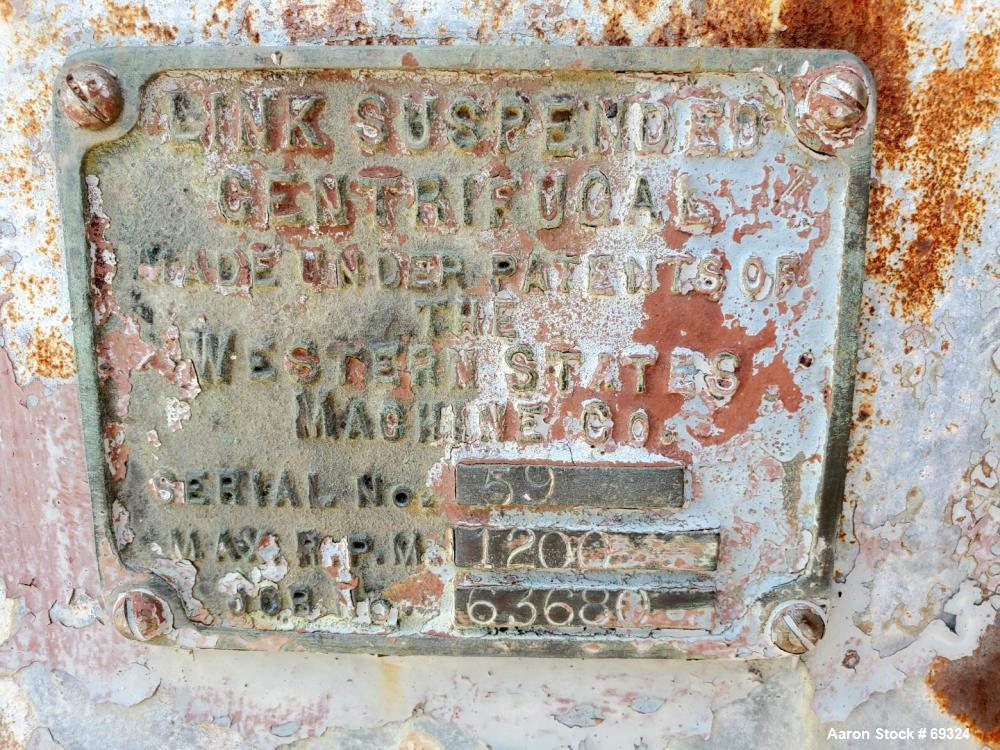 LINK SUSPENDED
CENTRIFUGAL
MADE UNDER PATENTS OF
THE
WESTERN STATES
MACHINE CO.
SERIAL NO. 59
MAX. R.P.M. 1200
JOB NO. 63680
Aaron Stock # 69324